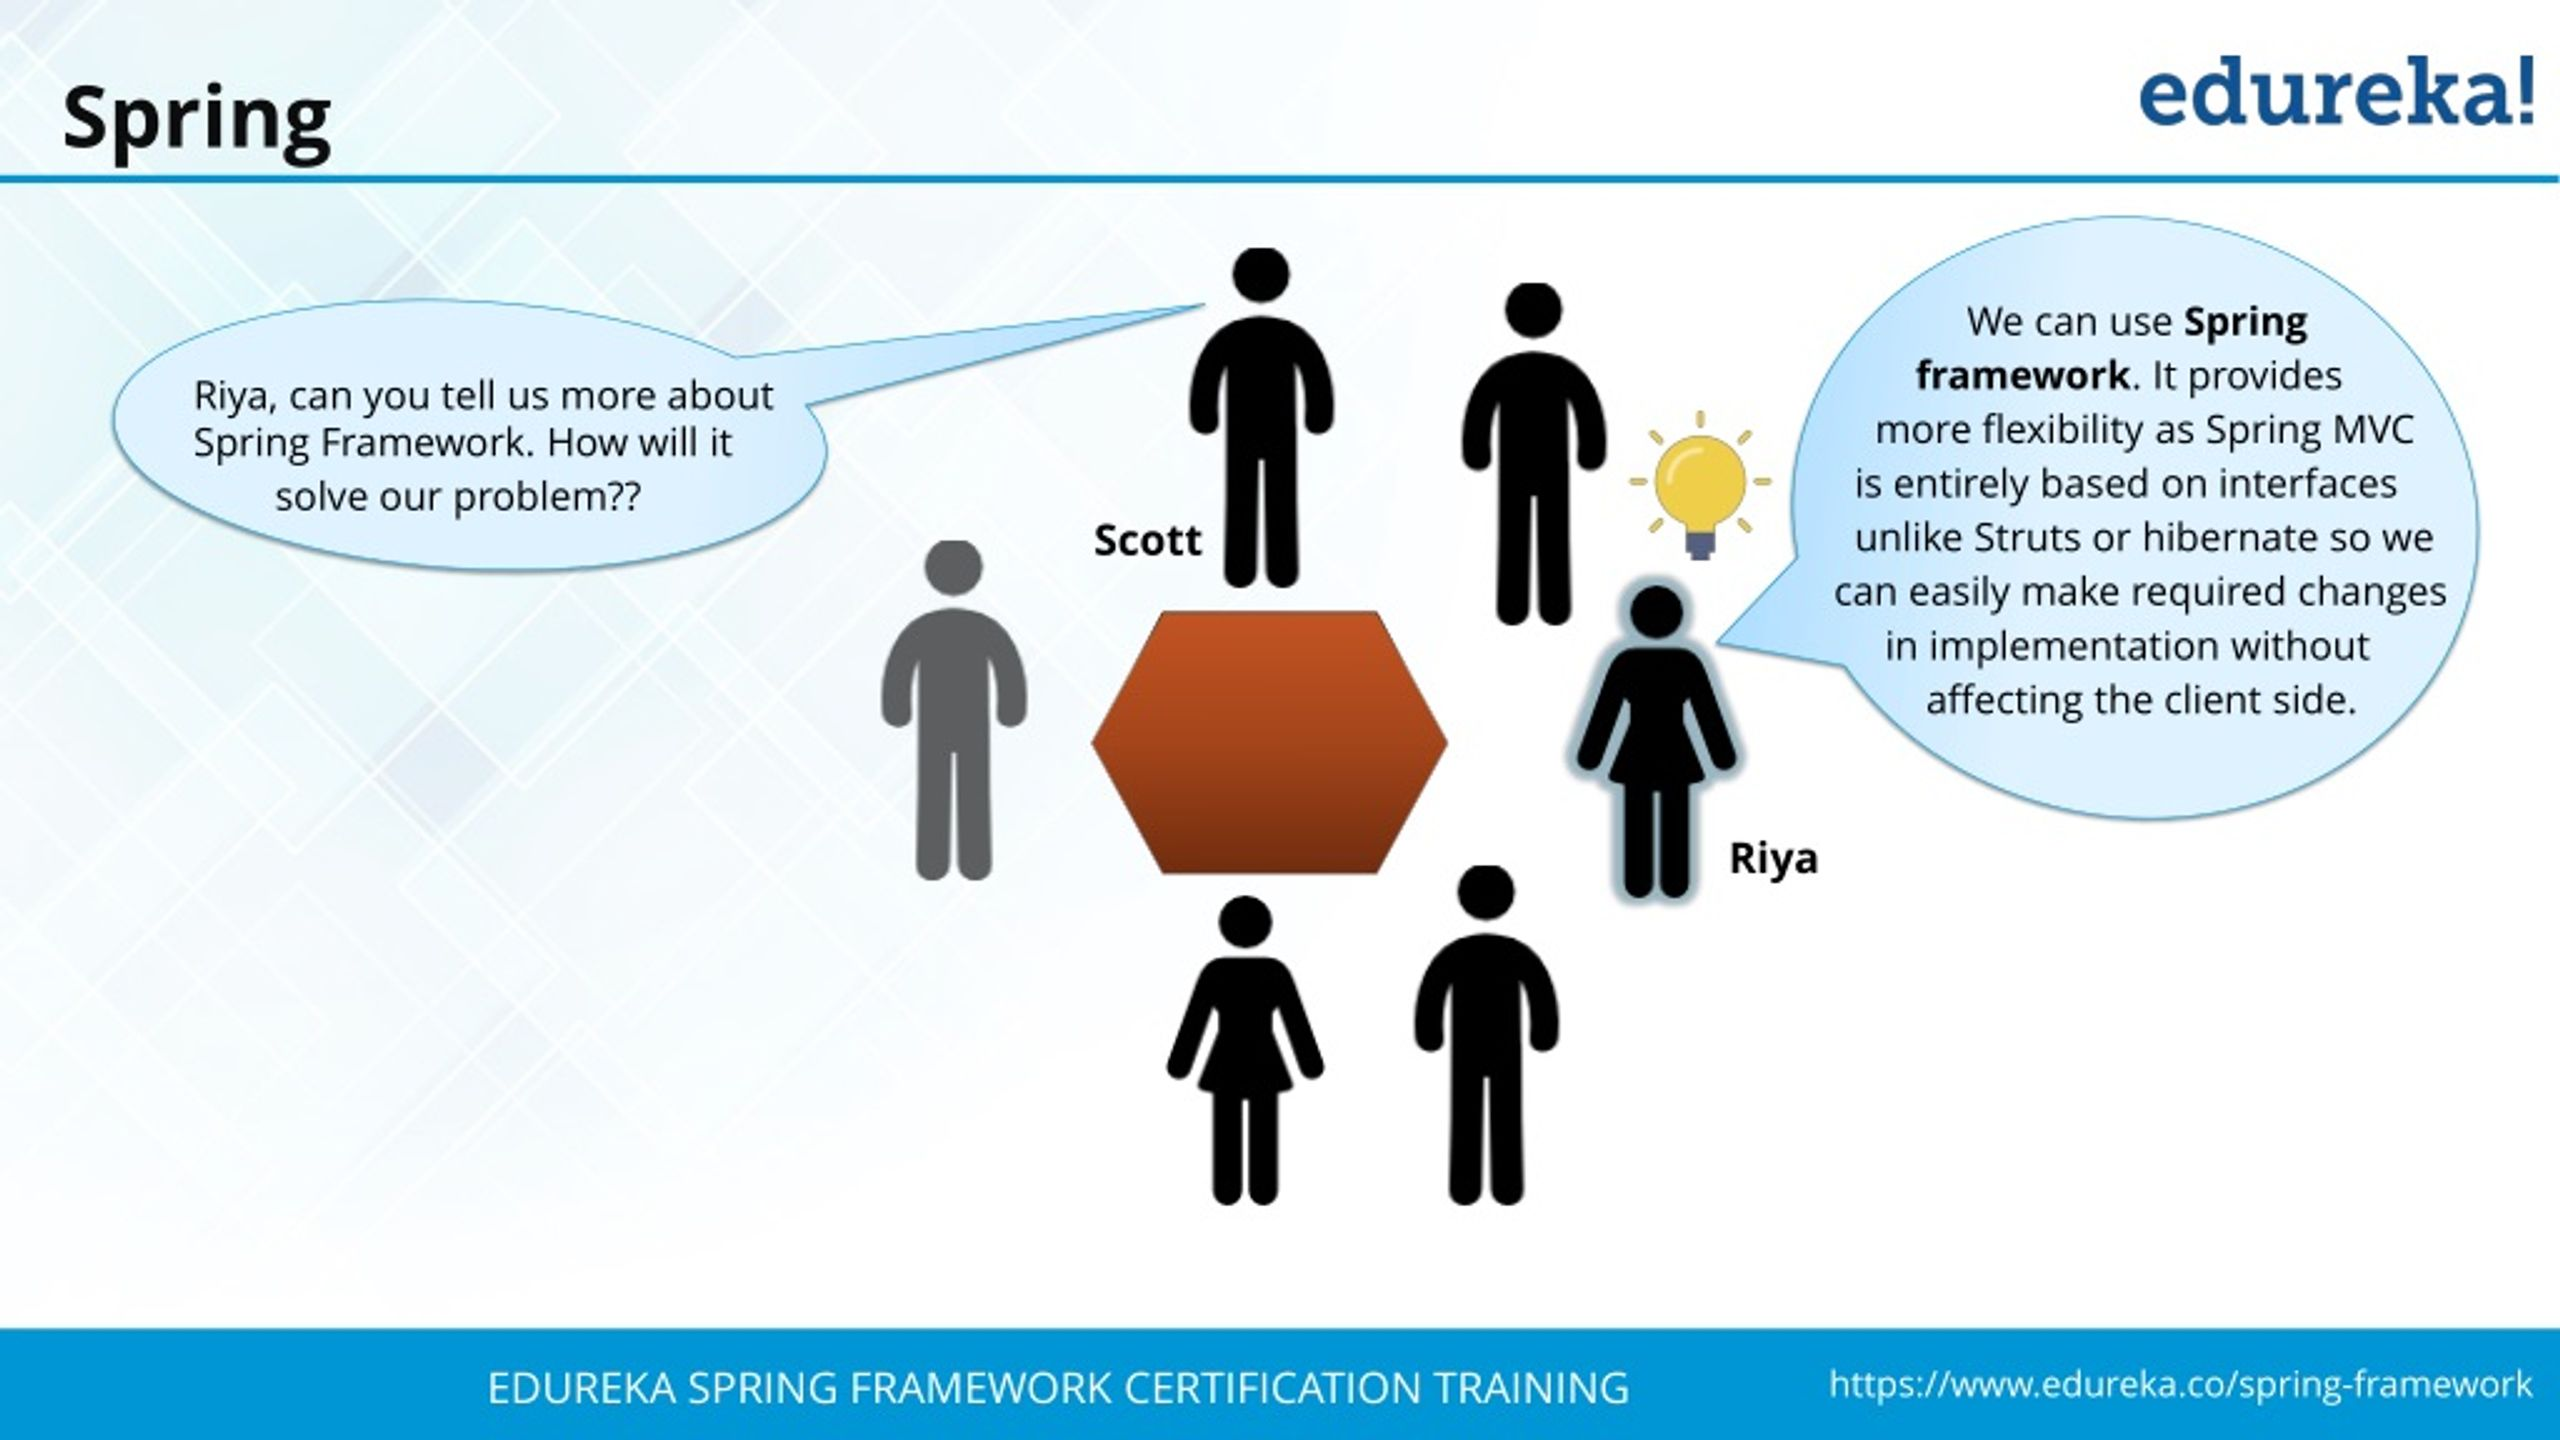 Spring
edureka!
Riya, can you tell us more about
Spring Framework. How will it
solve our problem??
We can use Spring
framework. It provides
more flexibility as Spring MVC
is entirely based on interfaces
unlike Struts or hibernate so we
can easily make required changes
in implementation without
affecting the client side.
Scott
Riya
EDUREKA SPRING FRAMEWORK CERTIFICATION TRAINING
https://www.edureka.co/spring-framework